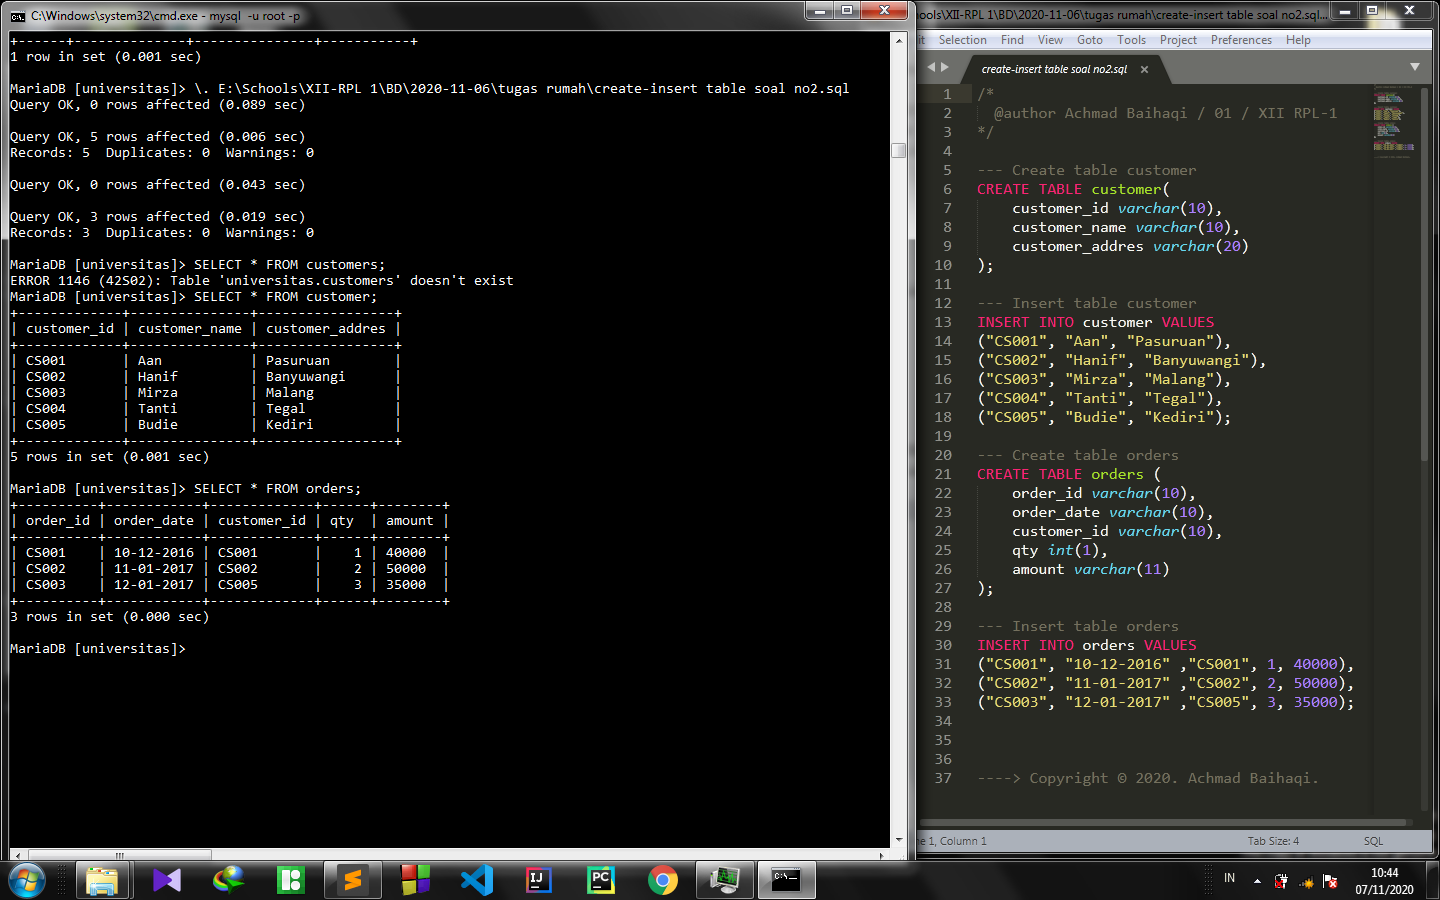 C:\Windows\system32\cmd.exe - mysql  -u root -p
+------+--------------+---------------+-----------+
1 row in set (0.001 sec)
MariaDB [universitas]> \. E:\Schools\XII-RPL 1\BD\2020-11-06\tugas rumah\create-insert table soal no2.sql
Query OK, 0 rows affected (0.089 sec)
Query OK, 5 rows affected (0.006 sec)
Records: 5  Duplicates: 0  Warnings: 0
Query OK, 0 rows affected (0.043 sec)
Query OK, 3 rows affected (0.019 sec)
Records: 3  Duplicates: 0  Warnings: 0
MariaDB [universitas]> SELECT * FROM customers;
ERROR 1146 (42S02): Table 'universitas.customers' doesn't exist
MariaDB [universitas]> SELECT * FROM customer;
+-------------+---------------+-----------------+
| customer_id | customer_name | customer_addres |
+-------------+---------------+-----------------+
| CS001       | Aan           | Pasuruan        |
| CS002       | Hanif         | Banyuwangi      |
| CS003       | Mirza         | Malang          |
| CS004       | Tanti         | Tegal           |
| CS005       | Budie         | Kediri          |
+-------------+---------------+-----------------+
5 rows in set (0.001 sec)
MariaDB [universitas]> SELECT * FROM orders;
+----------+------------+-------------+------+--------+
| order_id | order_date | customer_id | qty  | amount |
+----------+------------+-------------+------+--------+
| CS001    | 10-12-2016 | CS001       |    1 | 40000  |
| CS002    | 11-01-2017 | CS002       |    2 | 50000  |
| CS003    | 12-01-2017 | CS005       |    3 | 35000  |
+----------+------------+-------------+------+--------+
3 rows in set (0.000 sec)
MariaDB [universitas]>
ools\XII-RPL 1\BD\2020-11-06\tugas rumah\create-insert table soal no2.sql...
it Selection Find View Goto Tools Project Preferences Help
create-insert table soal no2.sql
1 /*
2   @author Achmad Baihaqi / 01 / XII RPL-1
3 */
4
5 --- Create table customer
6 CREATE TABLE customer(
7     customer_id varchar(10),
8     customer_name varchar(10),
9     customer_addres varchar(20)
10 );
11
12 --- Insert table customer
13 INSERT INTO customer VALUES
14 ("CS001", "Aan", "Pasuruan"),
15 ("CS002", "Hanif", "Banyuwangi"),
16 ("CS003", "Mirza", "Malang"),
17 ("CS004", "Tanti", "Tegal"),
18 ("CS005", "Budie", "Kediri");
19
20 --- Create table orders
21 CREATE TABLE orders (
22     order_id varchar(10),
23     order_date varchar(10),
24     customer_id varchar(10),
25     qty int(1),
26     amount varchar(11)
27 );
28
29 --- Insert table orders
30 INSERT INTO orders VALUES
31 ("CS001", "10-12-2016" ,"CS001", 1, 40000),
32 ("CS002", "11-01-2017" ,"CS002", 2, 50000),
33 ("CS003", "12-01-2017" ,"CS005", 3, 35000);
34
35
36
37 ----> Copyright © 2020. Achmad Baihaqi.
e 1, Column 1
Tab Size: 4
SQL
IJ
PC
C:\_
IN
10:44
07/11/2020